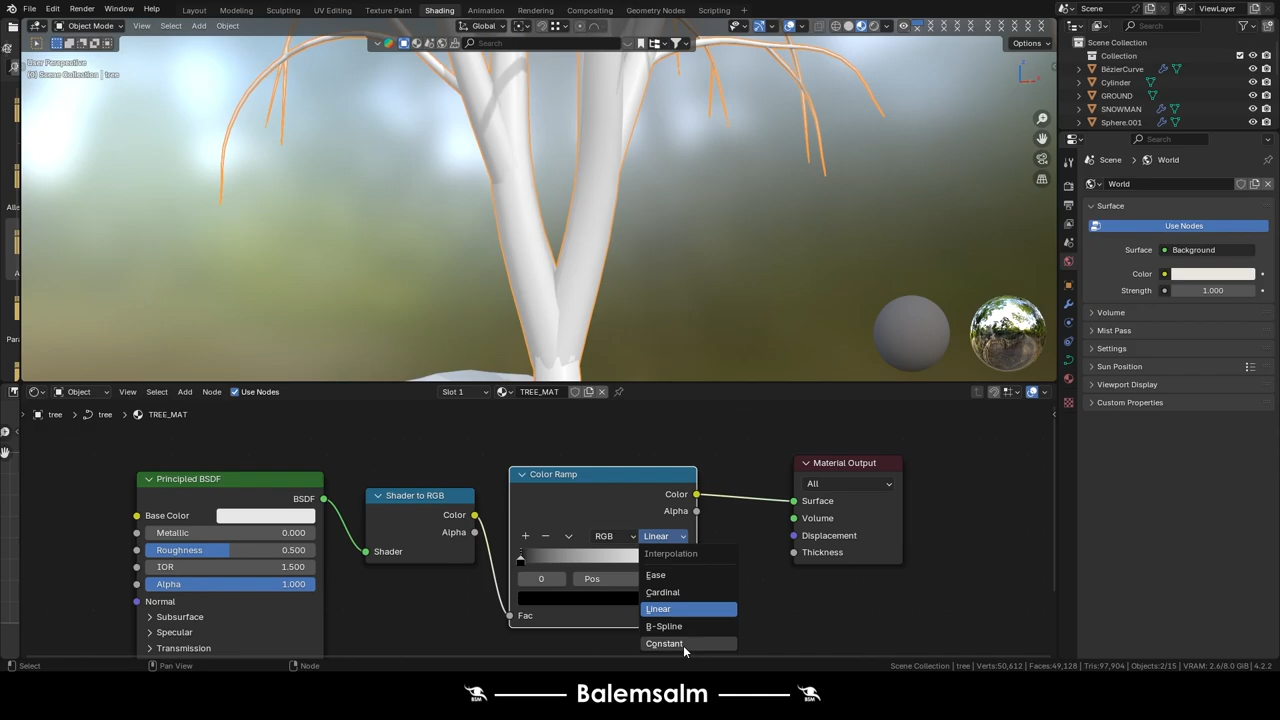 File Edit Render Window Help Layout Modeling Sculpting UV Editing Texture Paint Shading Animation Rendering Compositing Geometry Nodes Scripting + Scene ViewLayer
Object Mode View Select Add Object Global Search
Search Options
User Perspective
(0) Scene Collection | tree
Scene Collection
Collection
BézierCurve
Cylinder
GROUND
SNOWMAN
Sphere.001
Search
Scene > World
World
Surface
Use Nodes
Surface Background
Color
Strength 1.000
Volume
Mist Pass
Settings
Sun Position
Viewport Display
Custom Properties
Object View Select Add Node Use Nodes Slot 1 TREE_MAT
tree > tree > TREE_MAT
Principled BSDF
BSDF
Base Color
Metallic 0.000
Roughness 0.500
IOR 1.500
Alpha 1.000
Normal
Subsurface
Specular
Transmission
Shader to RGB
Color
Alpha
Shader
Color Ramp
Color
Alpha
+ − RGB Linear
0 Pos
Fac
Interpolation
Ease
Cardinal
Linear
B-Spline
Constant
Material Output
All
Surface
Volume
Displacement
Thickness
Select Pan View Node Scene Collection | tree | Verts:50,612 | Faces:49,128 | Tris:97,904 | Objects:2/15 | VRAM: 2.6/8.0 GiB | 4.2.2
Balemsalm